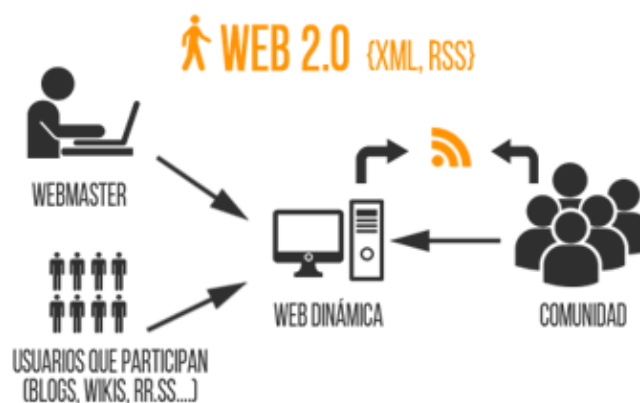 WEB 2.0 {XML, RSS}
WEBMASTER
WEB DINÁMICA
COMUNIDAD
USUARIOS QUE PARTICIPAN
(BLOGS, WIKIS, RR.SS....)